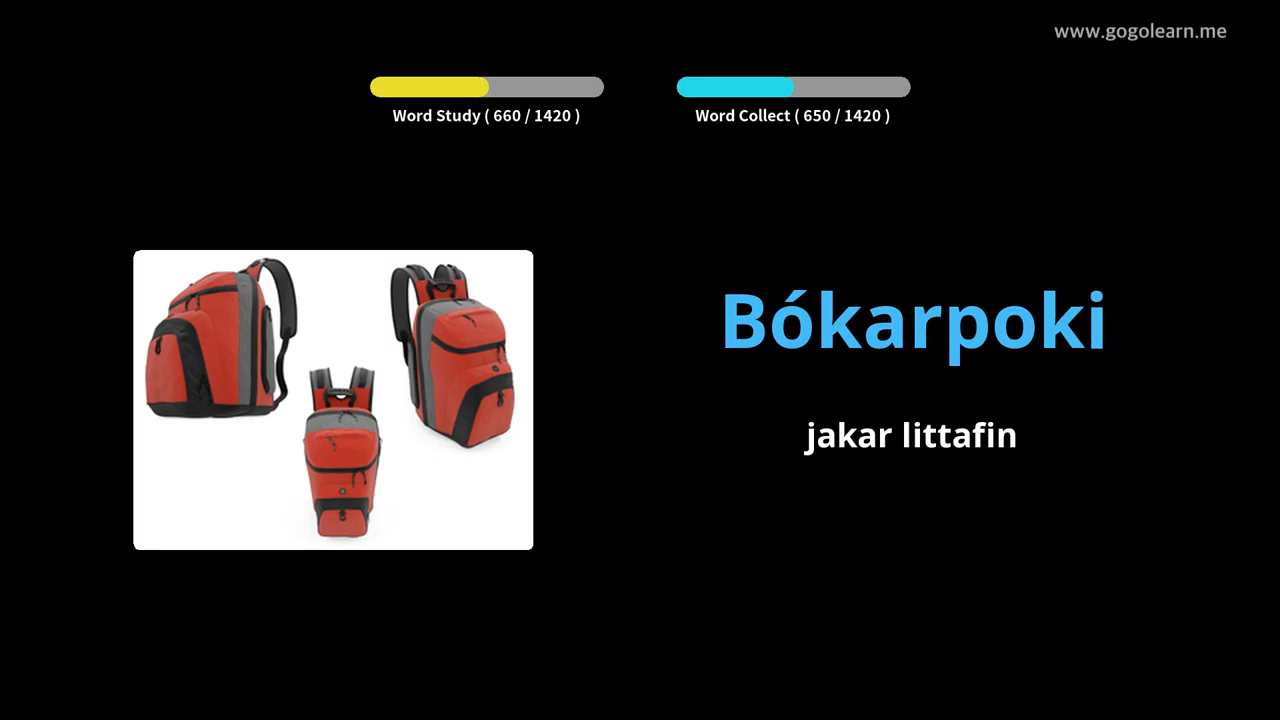 www.gogolearn.me
Word Study ( 660 / 1420 )
Word Collect ( 650 / 1420 )
Bókarpoki
jakar littafin